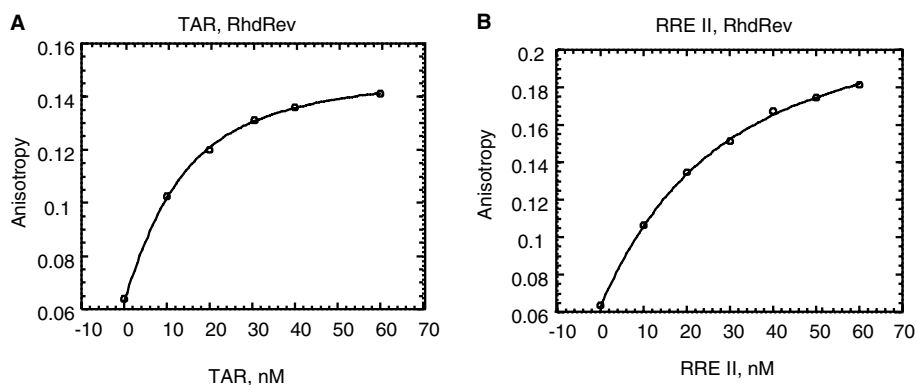 A
TAR, RhdRev
0.16
0.14
0.12
0.1
0.08
0.06
Anisotropy
-10 0 10 20 30 40 50 60 70
TAR, nM
B
RRE II, RhdRev
0.2
0.18
0.16
0.14
0.12
0.1
0.08
0.06
Anisotropy
-10 0 10 20 30 40 50 60 70
RRE II, nM